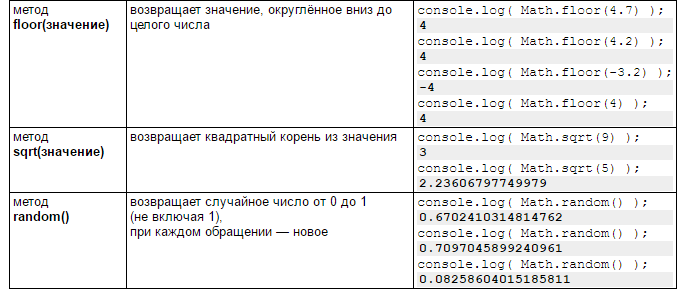 метод
floor(значение)
возвращает значение, округлённое вниз до
целого числа
console.log( Math.floor(4.7) );
4
console.log( Math.floor(4.2) );
4
console.log( Math.floor(-3.2) );
-4
console.log( Math.floor(4) );
4
метод
sqrt(значение)
возвращает квадратный корень из значения
console.log( Math.sqrt(9) );
3
console.log( Math.sqrt(5) );
2.23606797749979
метод
random()
возвращает случайное число от 0 до 1
(не включая 1),
при каждом обращении — новое
console.log( Math.random() );
0.6702410314814762
console.log( Math.random() );
0.7097045899240961
console.log( Math.random() );
0.08258604015185811